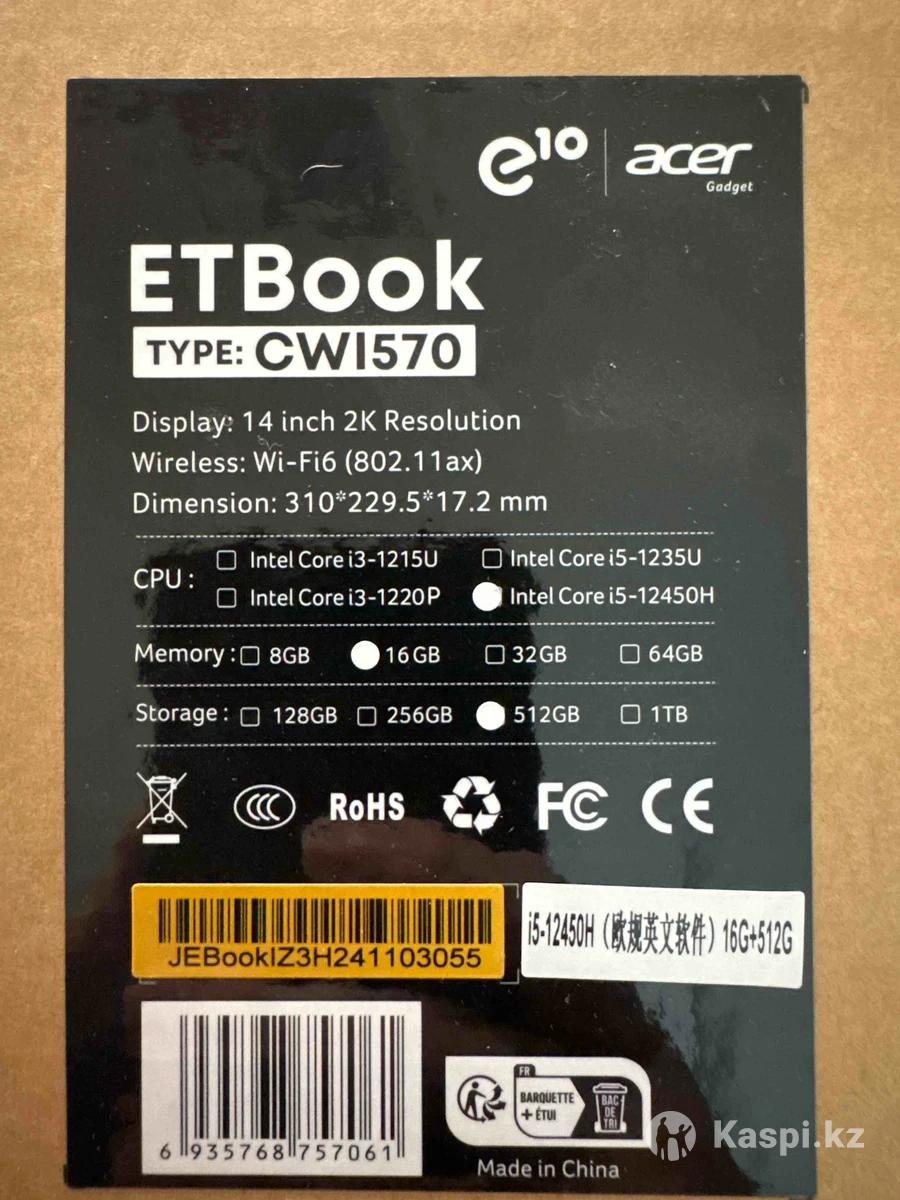 e10 acer
Gadget
ETBook
TYPE: CWI570
Display: 14 inch 2K Resolution
Wireless: Wi-Fi6 (802.11ax)
Dimension: 310*229.5*17.2 mm
CPU : Intel Core i3-1215U Intel Core i5-1235U
Intel Core i3-1220P Intel Core i5-12450H
Memory : 8GB 16GB 32GB 64GB
Storage : 128GB 256GB 512GB 1TB
CCC RoHS FC CE
JEBookIZ3H241103055
i5-12450H（欧规英文软件）16G+512G
6 935768 757061
FR
BARQUETTE
+ ÉTUI
BAC
DE
TRI
Made in China
Kaspi.kz